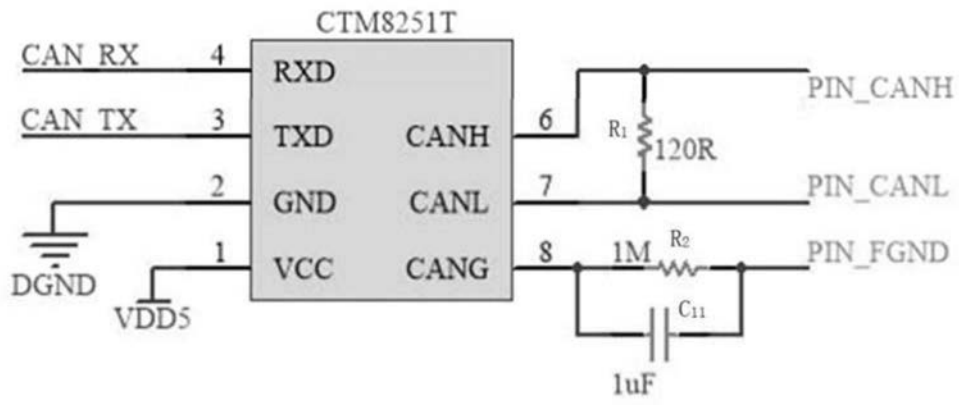 CTM8251T
CAN RX 4 RXD
CAN TX 3 TXD
2 GND
1 VCC
DGND
VDD5
CANH 6
CANL 7
CANG 8
R1
120R
PIN_CANH
PIN_CANL
1M R2
PIN_FGND
C11
1uF